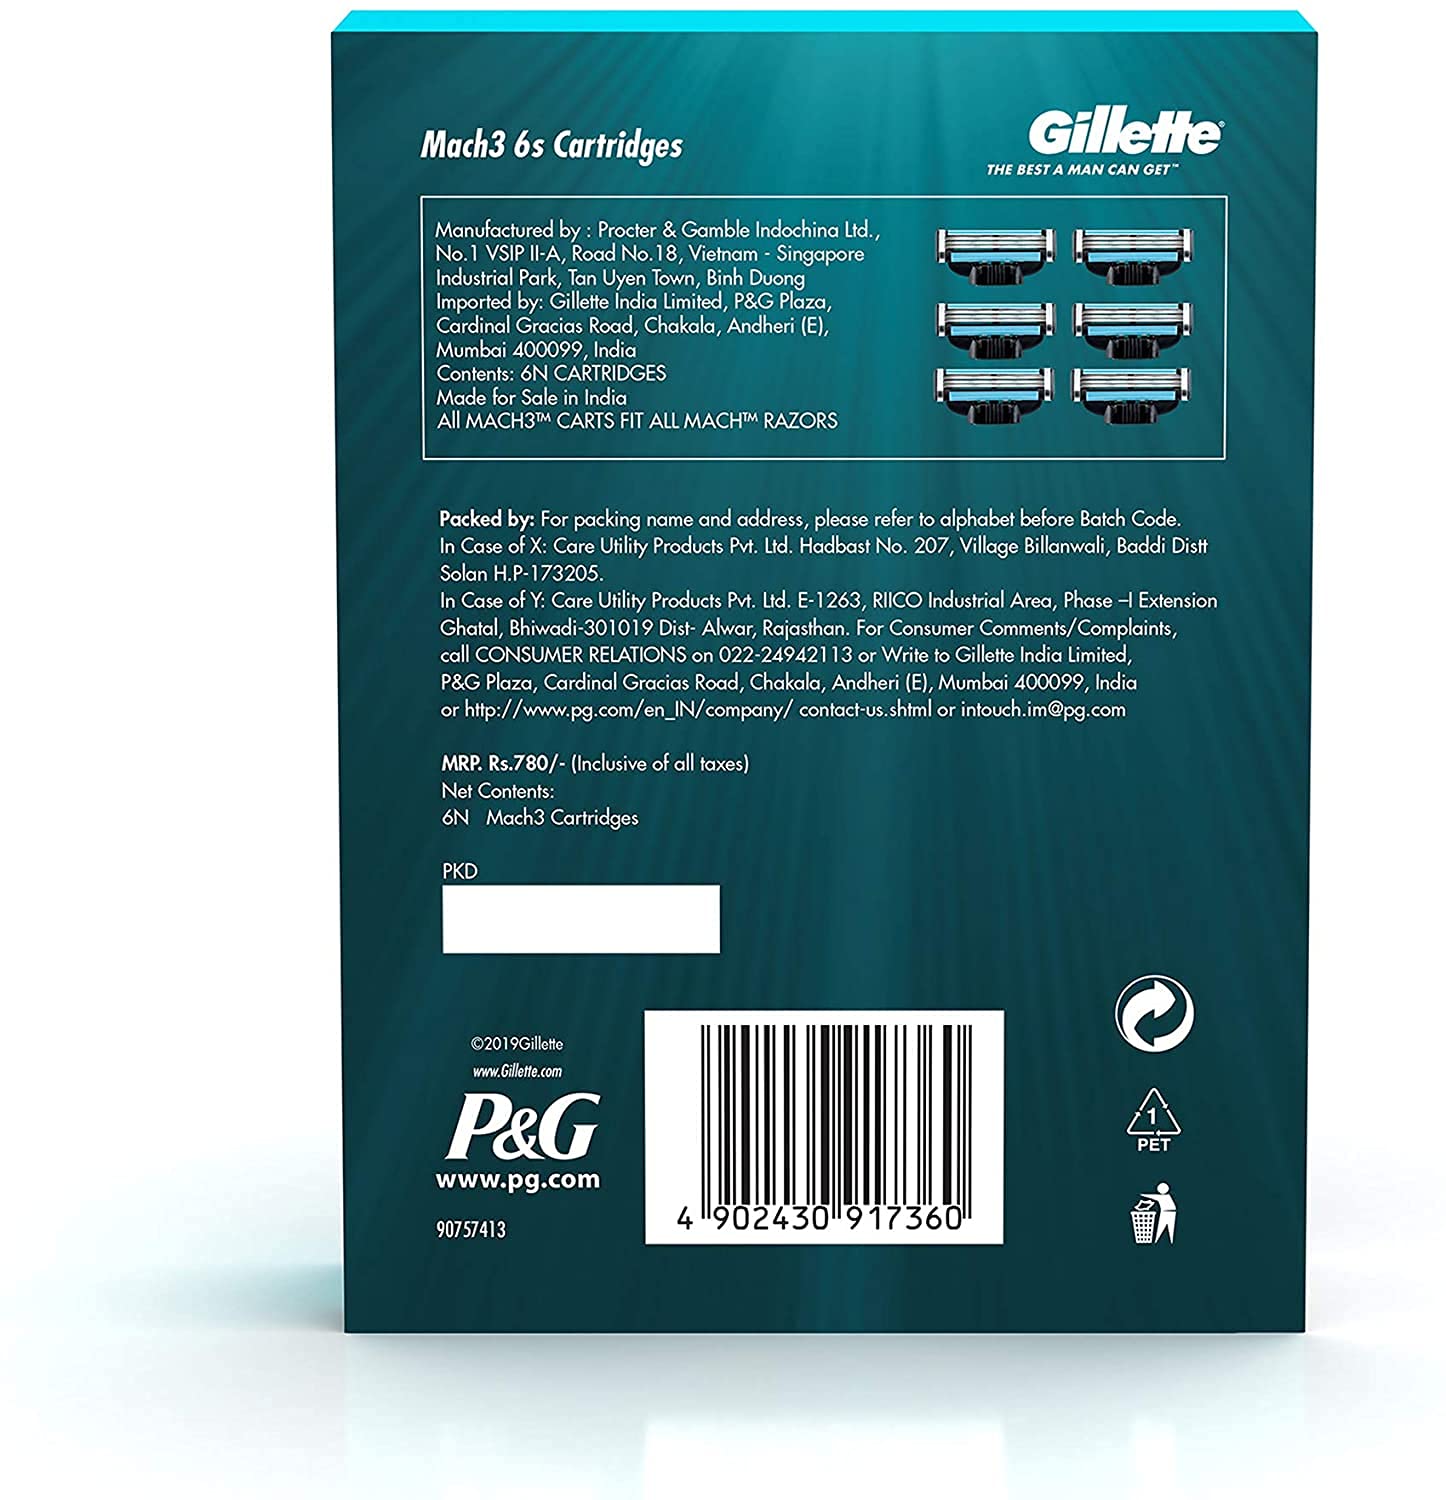 Mach3 6s Cartridges
Gillette®
THE BEST A MAN CAN GET™
Manufactured by : Procter & Gamble Indochina Ltd.,
No.1 VSIP II-A, Road No.18, Vietnam - Singapore
Industrial Park, Tan Uyen Town, Binh Duong
Imported by: Gillette India Limited, P&G Plaza,
Cardinal Gracias Road, Chakala, Andheri (E),
Mumbai 400099, India
Contents: 6N CARTRIDGES
Made for Sale in India
All MACH3™ CARTS FIT ALL MACH™ RAZORS
Packed by: For packing name and address, please refer to alphabet before Batch Code.
In Case of X: Care Utility Products Pvt. Ltd. Hadbast No. 207, Village Billanwali, Baddi Distt
Solan H.P-173205.
In Case of Y: Care Utility Products Pvt. Ltd. E-1263, RIICO Industrial Area, Phase –I Extension
Ghatal, Bhiwadi-301019 Dist- Alwar, Rajasthan. For Consumer Comments/Complaints,
call CONSUMER RELATIONS on 022-24942113 or Write to Gillette India Limited,
P&G Plaza, Cardinal Gracias Road, Chakala, Andheri (E), Mumbai 400099, India
or http://www.pg.com/en_IN/company/ contact-us.shtml or intouch.im@pg.com
MRP. Rs.780/- (Inclusive of all taxes)
Net Contents:
6N Mach3 Cartridges
PKD
©2019Gillette
www.Gillette.com
P&G
www.pg.com
90757413
4 902430 917360
1
PET